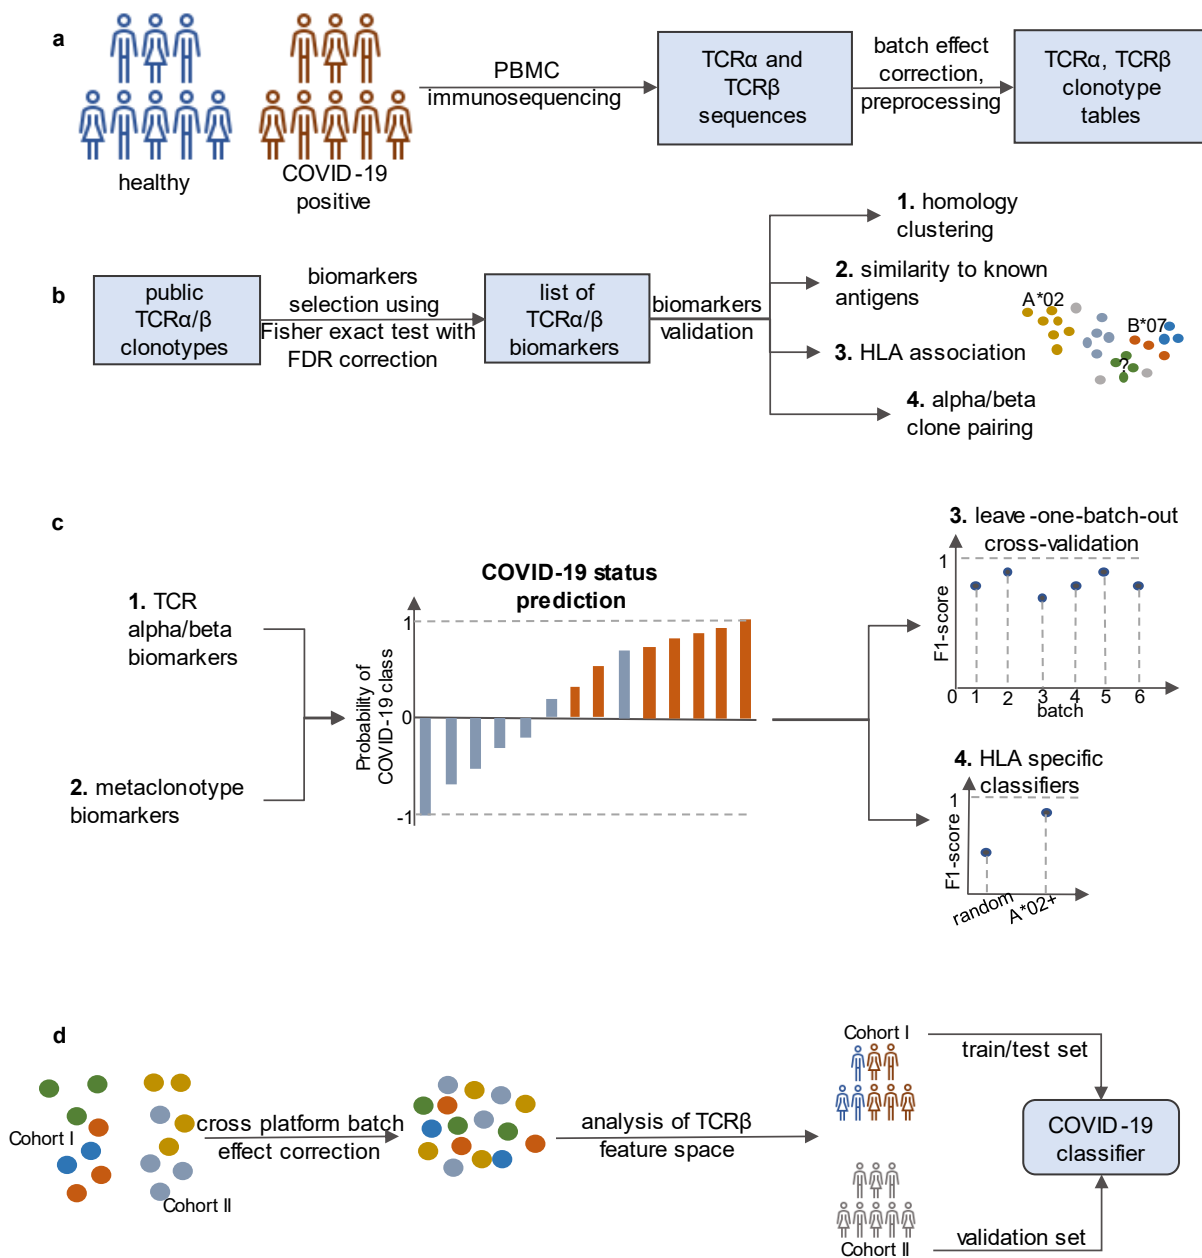 a
healthy
COVID-19
positive
PBMC
immunosequencing
TCRα and
TCRβ
sequences
batch effect
correction,
preprocessing
TCRα, TCRβ
clonotype
tables
b
public
TCRα/β
clonotypes
biomarkers
selection using
Fisher exact test with
FDR correction
list of
TCRα/β
biomarkers
biomarkers
validation
1. homology
clustering
2. similarity to known
antigens
3. HLA association
4. alpha/beta
clone pairing
A*02
B*07
?
c
1. TCR
alpha/beta
biomarkers
2. metaclonotype
biomarkers
COVID-19 status
prediction
Probability of
COVID-19 class
1
0
-1
3. leave-one-batch-out
cross-validation
F1-score
1
0 1 2 3 4 5 6
batch
4. HLA specific
classifiers
F1-score
1
random
A*02+
d
Cohort I
Cohort II
cross platform batch
effect correction
analysis of TCRβ
feature space
Cohort I
Cohort II
train/test set
validation set
COVID-19
classifier